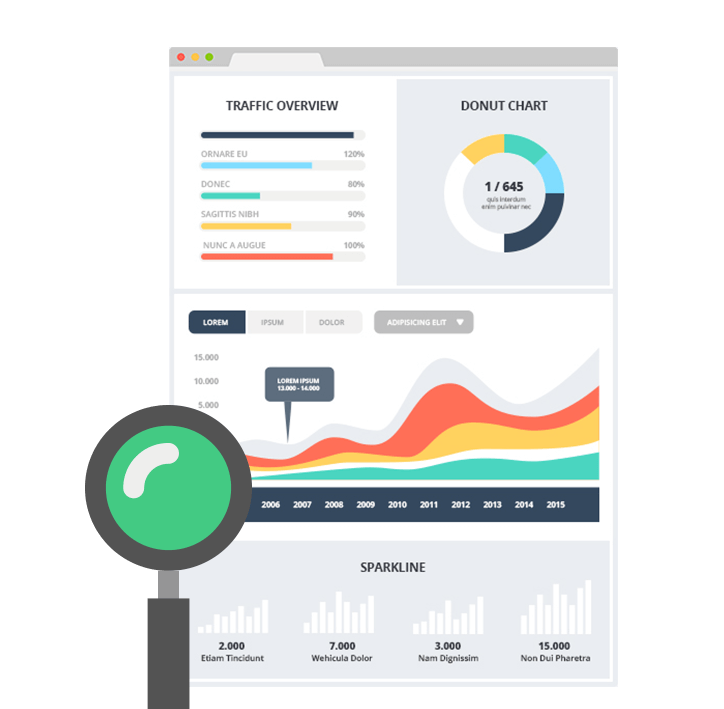 TRAFFIC OVERVIEW
ORNARE EU 120%
DONEC 80%
SAGITTIS NIBH 90%
NUNC A AUGUE 100%
DONUT CHART
1 / 645
quis interdum
enim pulvinar nec
LOREM IPSUM DOLOR ADIPISICING ELIT
15.000
10.000
5.000
LOREM IPSUM
13.000 - 14.000
2006 2007 2008 2009 2010 2011 2012 2013 2014 2015
SPARKLINE
2.000 7.000 3.000 15.000
Etiam Tincidunt Wehicula Dolor Nam Dignissim Non Dui Pharetra